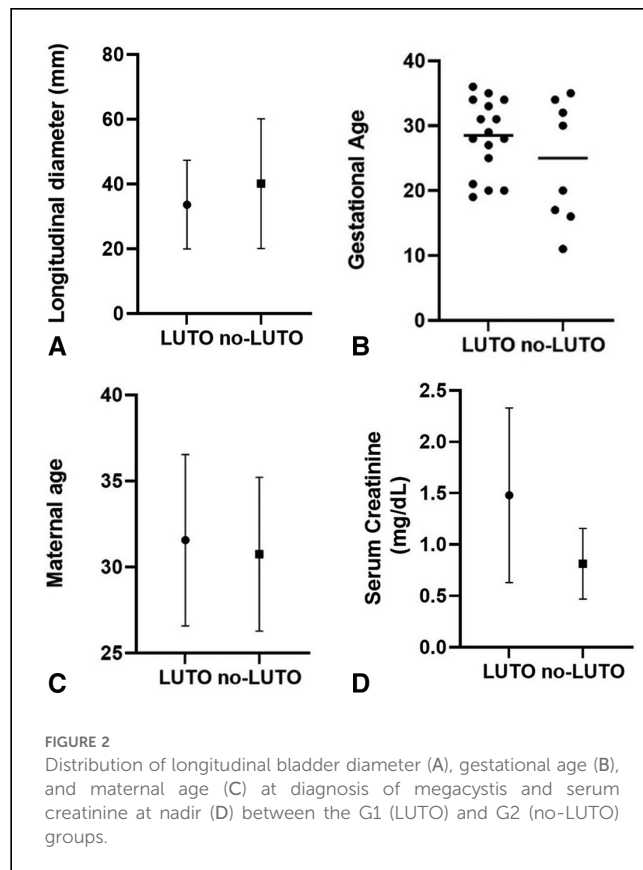 80
60
40
20
0
Longitudinal diameter (mm)
LUTO no-LUTO
A
40
30
20
10
0
Gestational Age
LUTO no-LUTO
B
40
35
30
25
Maternal age
LUTO no-LUTO
C
2.5
2.0
1.5
1.0
0.5
0.0
Serum Creatinine
(mg/dL)
LUTO no-LUTO
D
FIGURE 2
Distribution of longitudinal bladder diameter (A), gestational age (B),
and maternal age (C) at diagnosis of megacystis and serum
creatinine at nadir (D) between the G1 (LUTO) and G2 (no-LUTO)
groups.